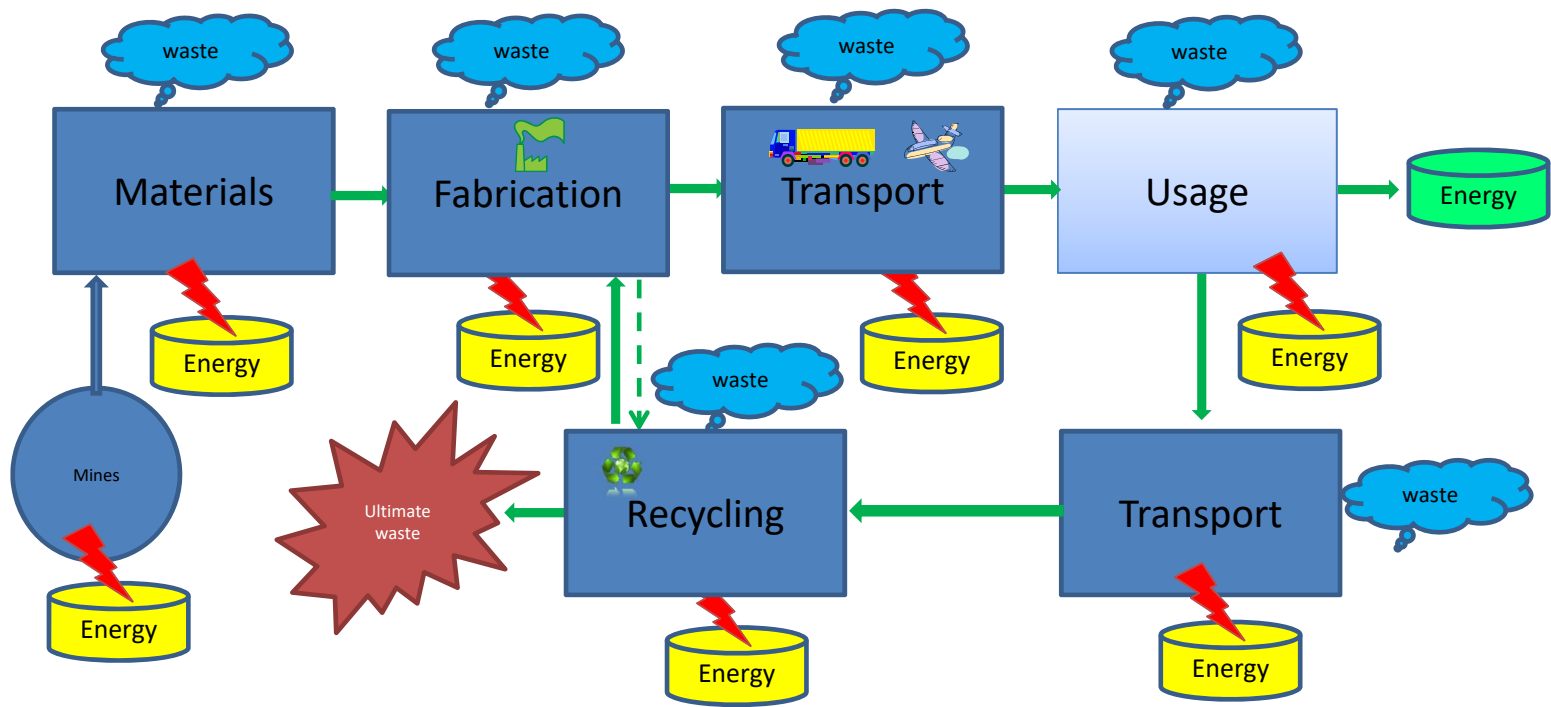 waste
waste
waste
waste
Materials
Fabrication
Transport
Usage
Energy
Energy
Energy
Energy
Energy
waste
Mines
Ultimate
waste
Recycling
Transport
waste
Energy
Energy
Energy